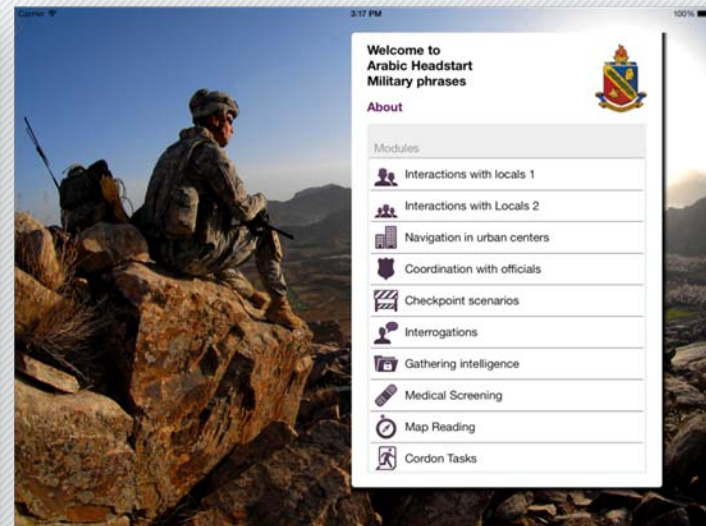 Carrier
3:17 PM
100%
Welcome to
Arabic Headstart
Military phrases
About
Modules
Interactions with locals 1
Interactions with Locals 2
Navigation in urban centers
Coordination with officials
Checkpoint scenarios
Interrogations
Gathering intelligence
Medical Screening
Map Reading
Cordon Tasks